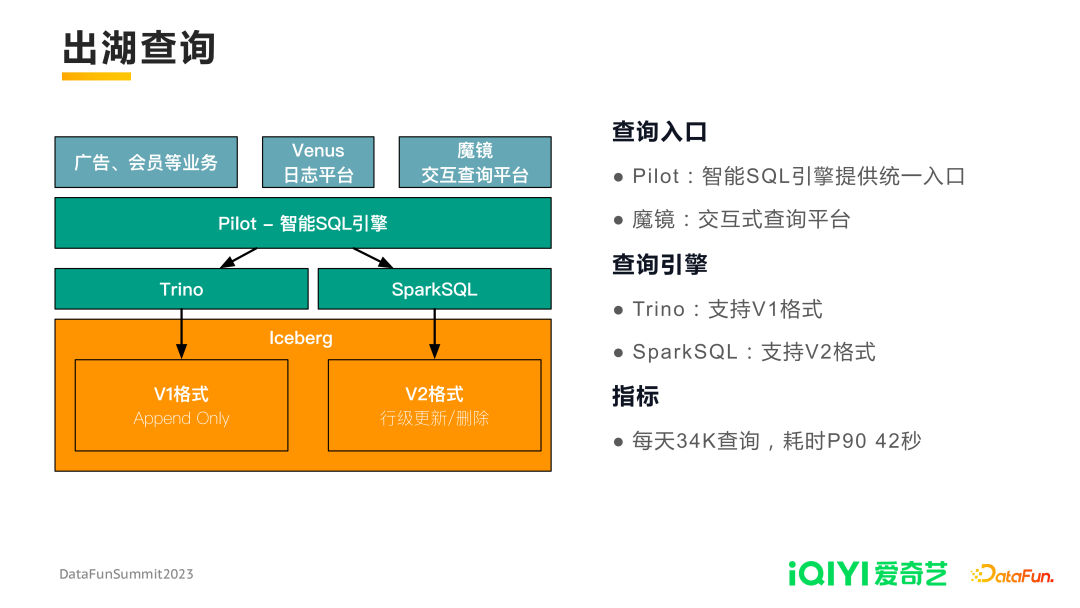 出湖查询
广告、会员等业务
Venus
日志平台
魔镜
交互查询平台
Pilot – 智能SQL引擎
Trino
SparkSQL
Iceberg
V1格式
Append Only
V2格式
行级更新/删除
查询入口
● Pilot：智能SQL引擎提供统一入口
● 魔镜：交互式查询平台
查询引擎
● Trino：支持V1格式
● SparkSQL：支持V2格式
指标
● 每天34K查询，耗时P90 42秒
DataFunSummit2023
iQIYI 爱奇艺
DataFun.